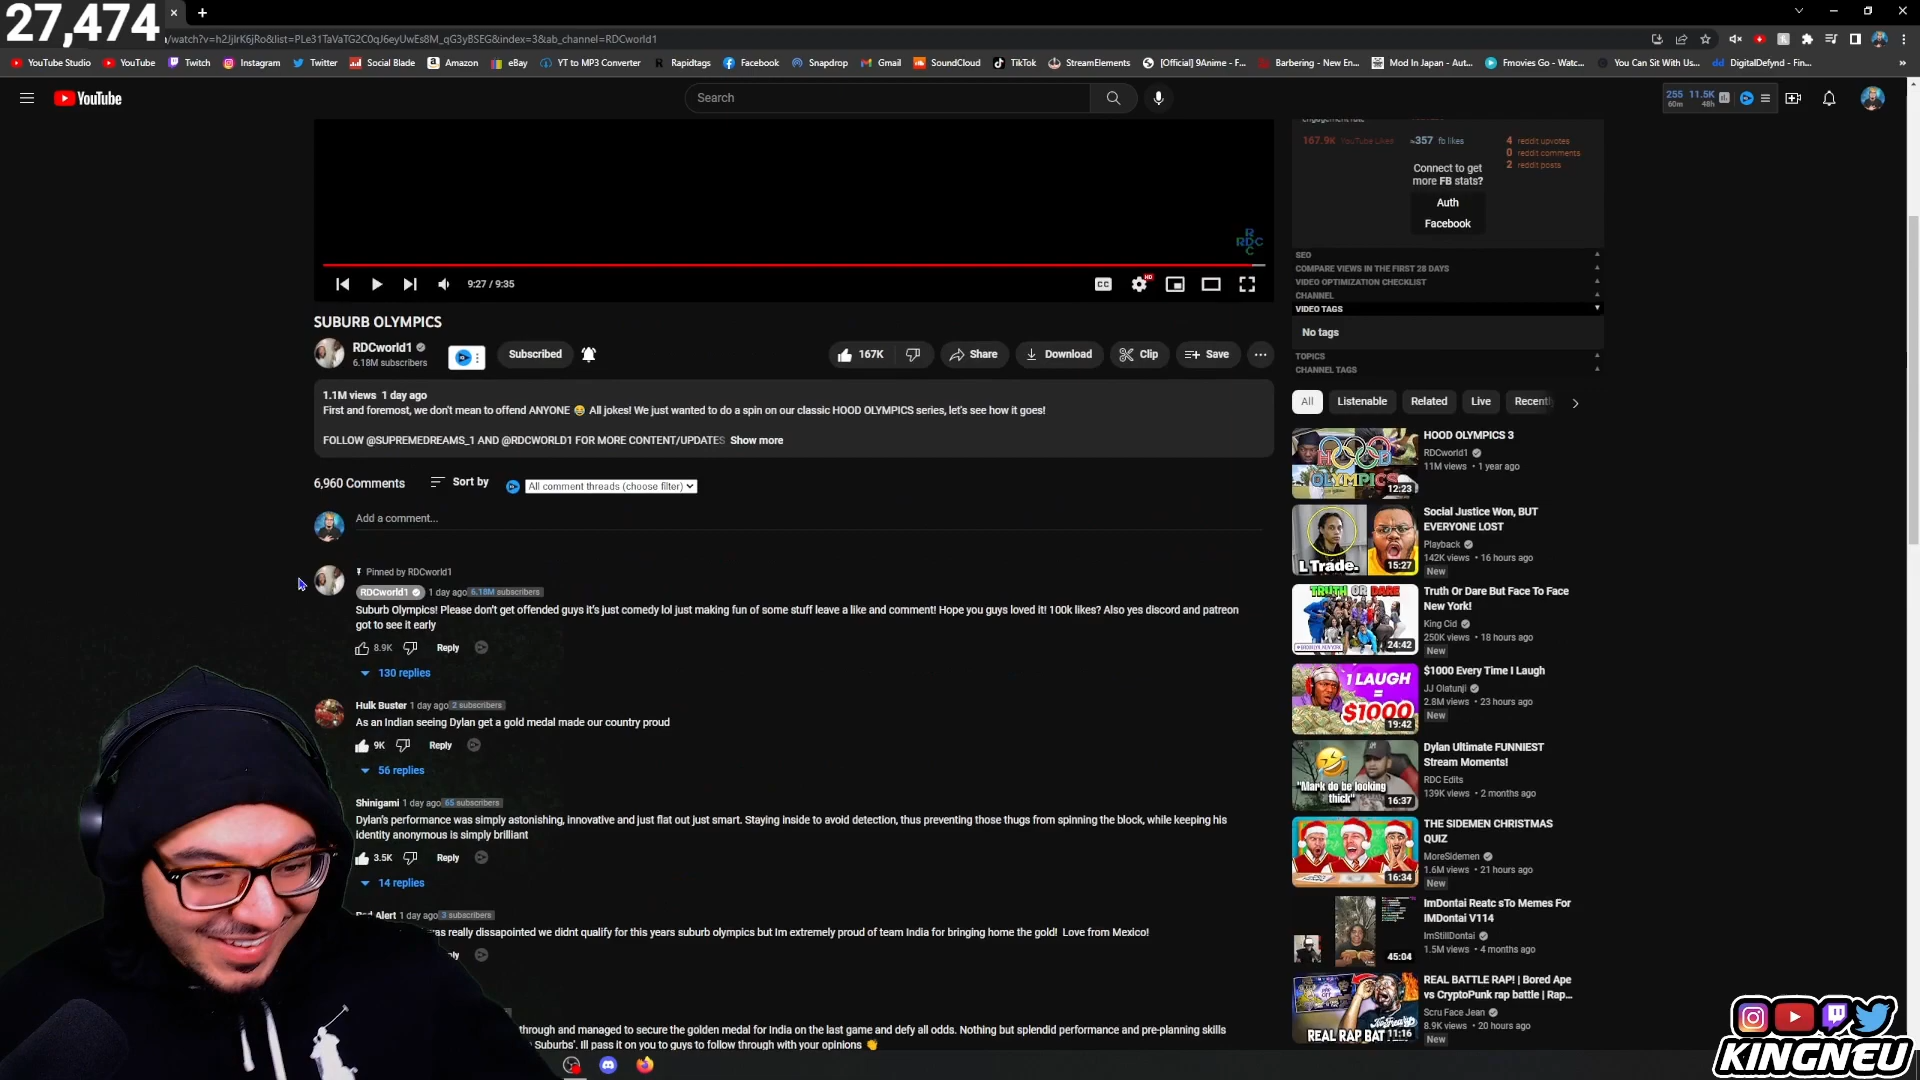 27,474
/watch?v=h2JjIrK6jRo&list=PLe31TaVaTG2C0qJ6eyUwEs8M_qG3yBSEG&index=3&ab_channel=RDCworld1
YouTube Studio YouTube Twitch Instagram Twitter Social Blade Amazon eBay YT to MP3 Converter Rapidtags Facebook Snapdrop Gmail SoundCloud TikTok StreamElements [Official] 9Anime - F... Barbering - New En... Mod In Japan - Aut... Fmovies Go - Watc... You Can Sit With Us... DigitalDefynd - Fin...
YouTube
Search
255 11.5K
60m 48h
167.9K YouTube Likes
≈357 fb likes
Connect to get
more FB stats?
Auth
Facebook
4 reddit upvotes
0 reddit comments
2 reddit posts
R
RDC
C
9:27 / 9:35
CC
HD
SEO
COMPARE VIEWS IN THE FIRST 28 DAYS
VIDEO OPTIMIZATION CHECKLIST
CHANNEL
VIDEO TAGS
No tags
TOPICS
CHANNEL TAGS
SUBURB OLYMPICS
RDCworld1
6.18M subscribers
Subscribed
167K
Share
Download
Clip
Save
1.1M views 1 day ago
First and foremost, we don't mean to offend ANYONE 😂 All jokes! We just wanted to do a spin on our classic HOOD OLYMPICS series, let's see how it goes!
FOLLOW @SUPREMEDREAMS_1 AND @RDCWORLD1 FOR MORE CONTENT/UPDATES Show more
6,960 Comments
Sort by
All comment threads (choose filter)
Add a comment...
Pinned by RDCworld1
RDCworld1 1 day ago 6.18M subscribers
Suburb Olympics! Please don't get offended guys it's just comedy lol just making fun of some stuff leave a like and comment! Hope you guys loved it! 100k likes? Also yes discord and patreon
got to see it early
8.9K Reply
130 replies
Hulk Buster 1 day ago 2 subscribers
As an Indian seeing Dylan get a gold medal made our country proud
9K Reply
56 replies
Shinigami 1 day ago 65 subscribers
Dylan's performance was simply astonishing, innovative and just flat out just smart. Staying inside to avoid detection, thus preventing those thugs from spinning the block, while keeping his
identity anonymous is simply brilliant
3.5K Reply
14 replies
Alert 1 day ago 3 subscribers
was really dissapointed we didnt qualify for this years suburb olympics but Im extremely proud of team India for bringing home the gold! Love from Mexico!
through and managed to secure the golden medal for India on the last game and defy all odds. Nothing but splendid performance and pre-planning skills
Suburbs'. Ill pass it on you to guys to follow through with your opinions 👏
All Listenable Related Live Recently
HOOD OLYMPICS
12:23
HOOD OLYMPICS 3
RDCworld1
11M views • 1 year ago
L Trade.
15:27
Social Justice Won, BUT
EVERYONE LOST
Playback
142K views • 16 hours ago
New
TRUTH OR DARE
24:42
Truth Or Dare But Face To Face
New York!
King Cid
250K views • 18 hours ago
New
1 LAUGH
=
$1000
19:42
$1000 Every Time I Laugh
JJ Olatunji
2.8M views • 23 hours ago
New
"Mark do be looking
thick"
16:37
Dylan Ultimate FUNNIEST
Stream Moments!
RDC Edits
139K views • 2 months ago
16:34
THE SIDEMEN CHRISTMAS
QUIZ
MoreSidemen
1.6M views • 21 hours ago
New
45:04
ImDontai Reatc sTo Memes For
IMDontai V114
ImStillDontai
1.5M views • 4 months ago
REAL RAP BAT
11:16
REAL BATTLE RAP! | Bored Ape
vs CryptoPunk rap battle | Rap...
Scru Face Jean
8.9K views • 20 hours ago
New
KINGNEU